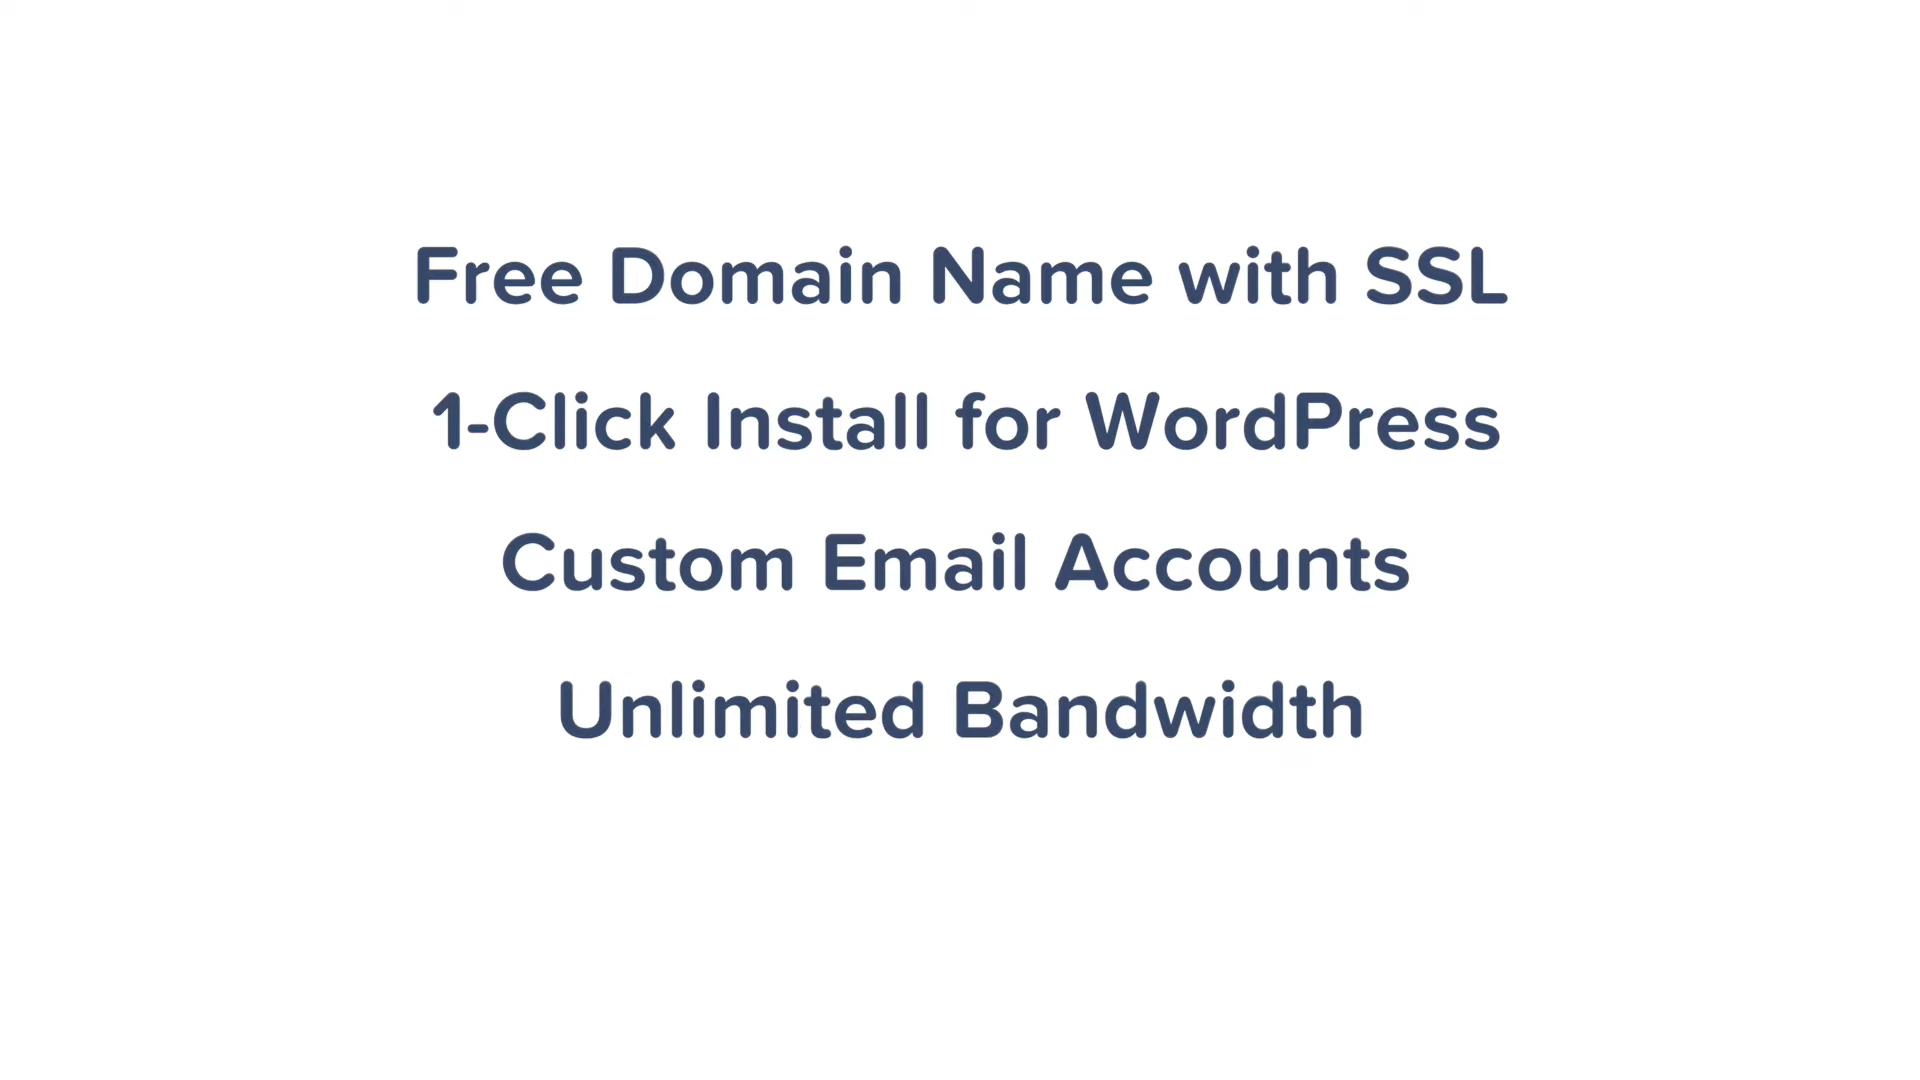 Free Domain Name with SSL
1-Click Install for WordPress
Custom Email Accounts
Unlimited Bandwidth